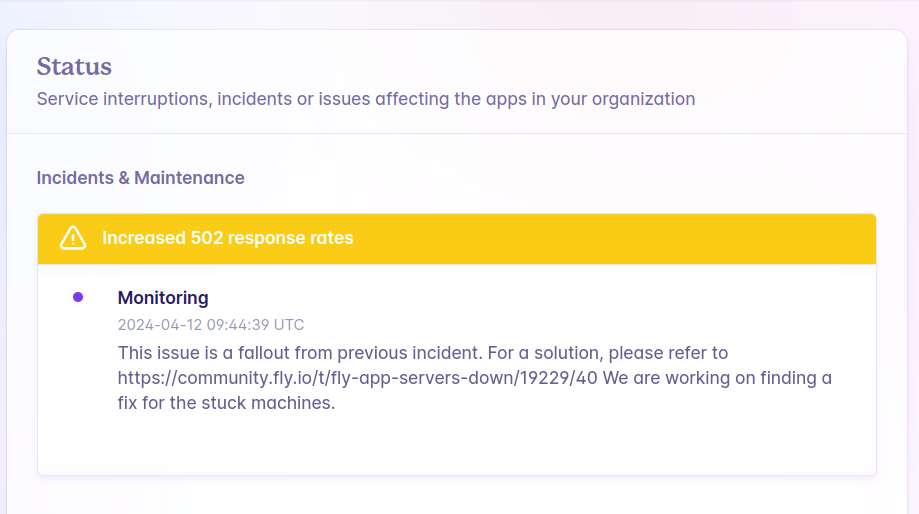 Status
Service interruptions, incidents or issues affecting the apps in your organization
Incidents & Maintenance
Increased 502 response rates
Monitoring
2024-04-12 09:44:39 UTC
This issue is a fallout from previous incident. For a solution, please refer to
https://community.fly.io/t/fly-app-servers-down/19229/40 We are working on finding a
fix for the stuck machines.